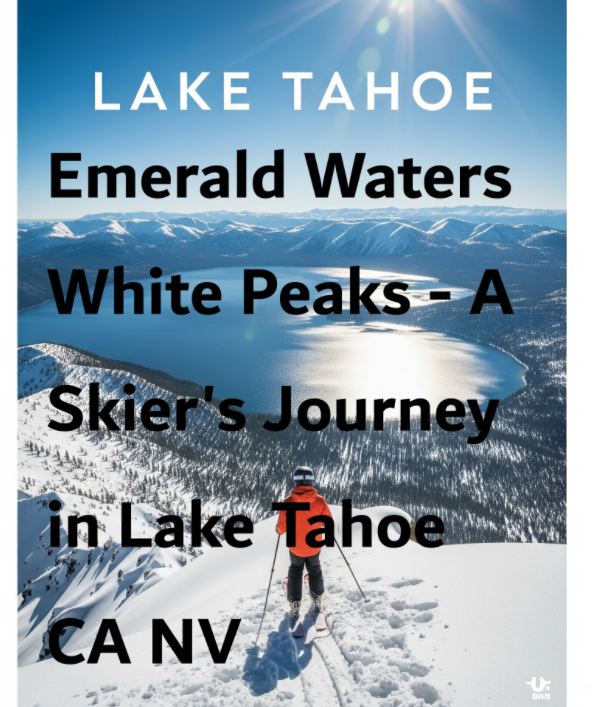 LAKE TAHOE
Emerald Waters
White Peaks - A
Skier's Journey
in Lake Tahoe
CA NV